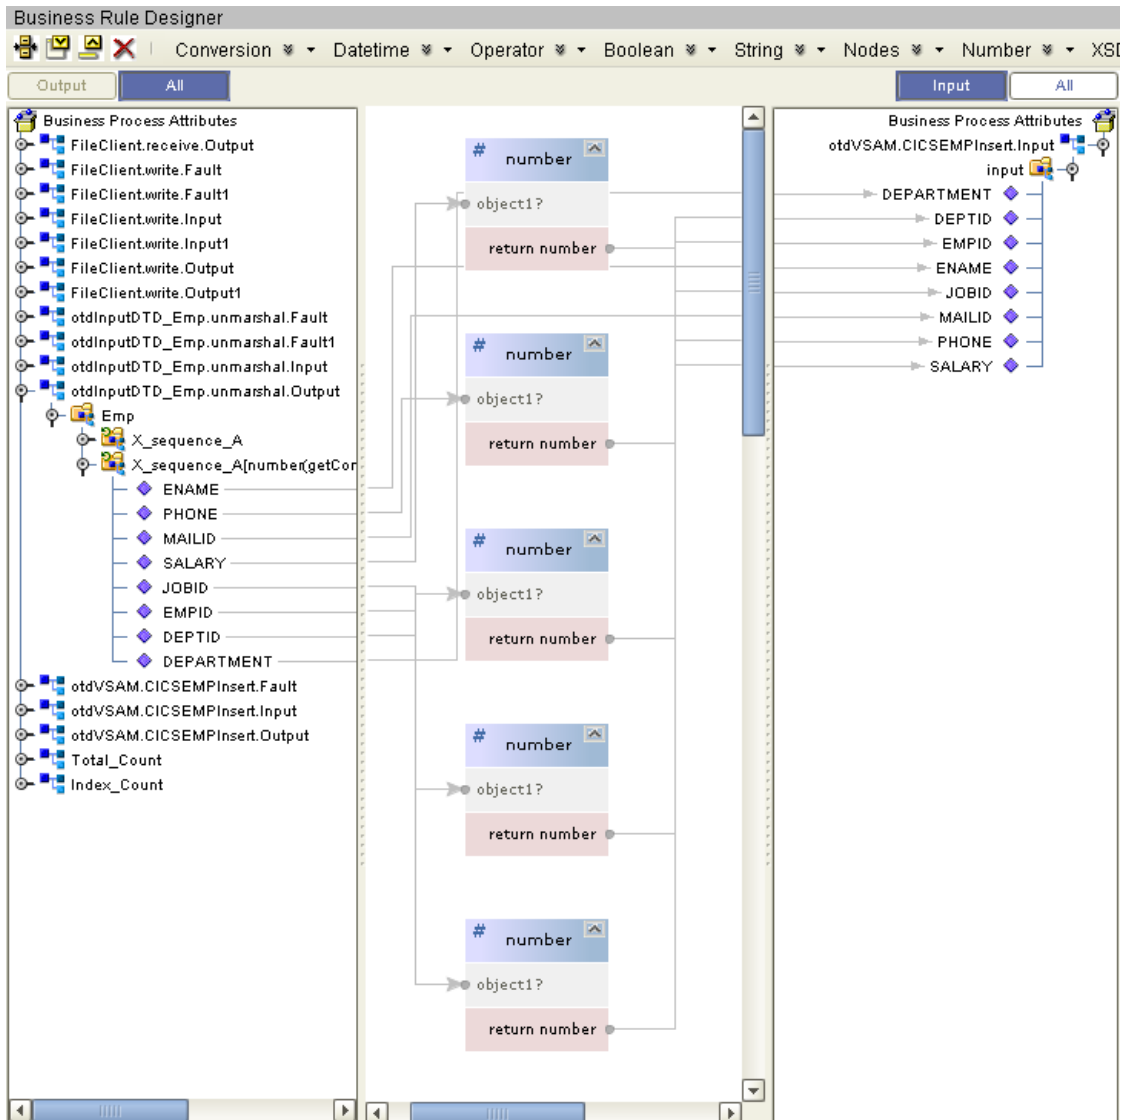 Business Rule Designer
Conversion Datetime Operator Boolean String Nodes Number XSD
Output All Input All
Business Process Attributes
FileClient.receive.Output
FileClient.write.Fault
FileClient.write.Fault1
FileClient.write.Input
FileClient.write.Input1
FileClient.write.Output
FileClient.write.Output1
otdInputDTD_Emp.unmarshal.Fault
otdInputDTD_Emp.unmarshal.Fault1
otdInputDTD_Emp.unmarshal.Input
otdInputDTD_Emp.unmarshal.Output
Emp
X_sequence_A
X_sequence_A[number(getCor
ENAME
PHONE
MAILID
SALARY
JOBID
EMPID
DEPTID
DEPARTMENT
otdVSAM.CICSEMPInsert.Fault
otdVSAM.CICSEMPInsert.Input
otdVSAM.CICSEMPInsert.Output
Total_Count
Index_Count
# number
object1?
return number
# number
object1?
return number
# number
object1?
return number
# number
object1?
return number
# number
object1?
return number
Business Process Attributes
otdVSAM.CICSEMPInsert.Input
input
DEPARTMENT
DEPTID
EMPID
ENAME
JOBID
MAILID
PHONE
SALARY